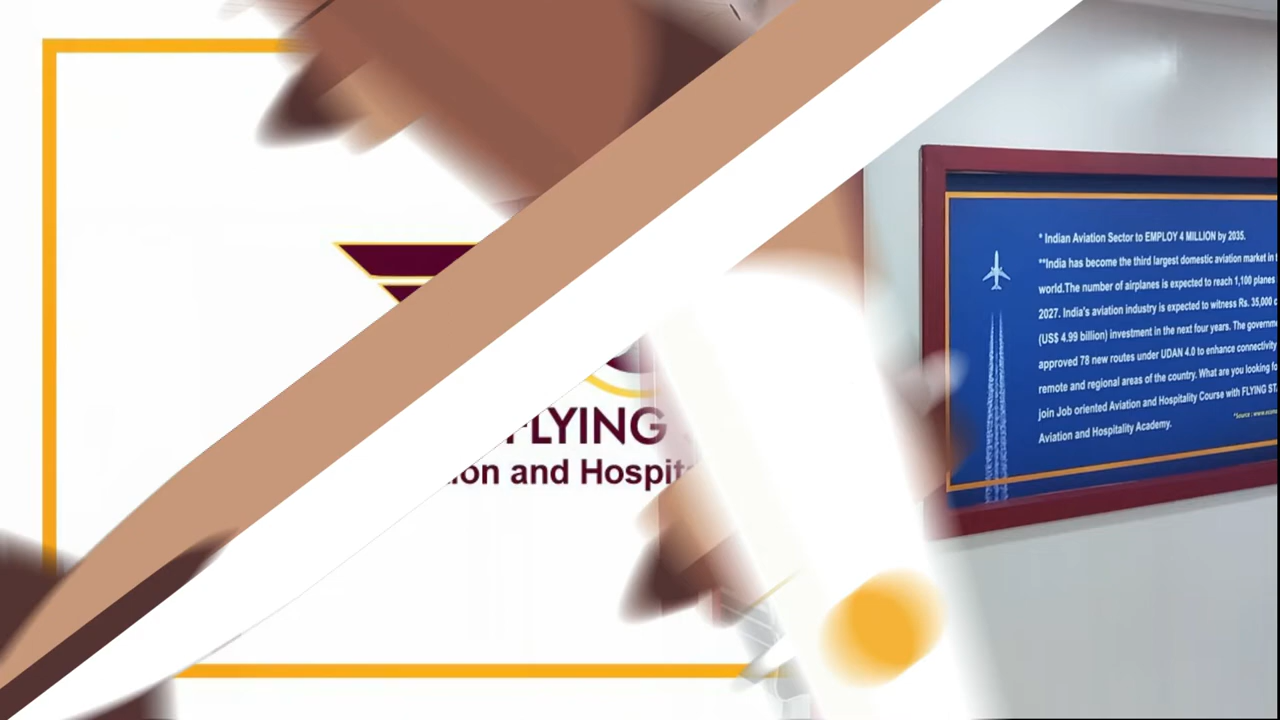 FLYING
and
* Indian Aviation Sector to EMPLOY 4 MILLION by 2035.
**India has become the third largest domestic aviation market in
world.The number of airplanes is expected to reach 1,100 planes
2027. India's aviation industry is expected to witness Rs. 35,000
(US$ 4.99 billion) investment in the next four years. The
approved 78 new routes under UDAN 4.0 to enhance connectivity
remote and regional areas of the country. What are you looking
join Job oriented Aviation and Hospitality Course with FLYING
Aviation and Hospitality Academy.